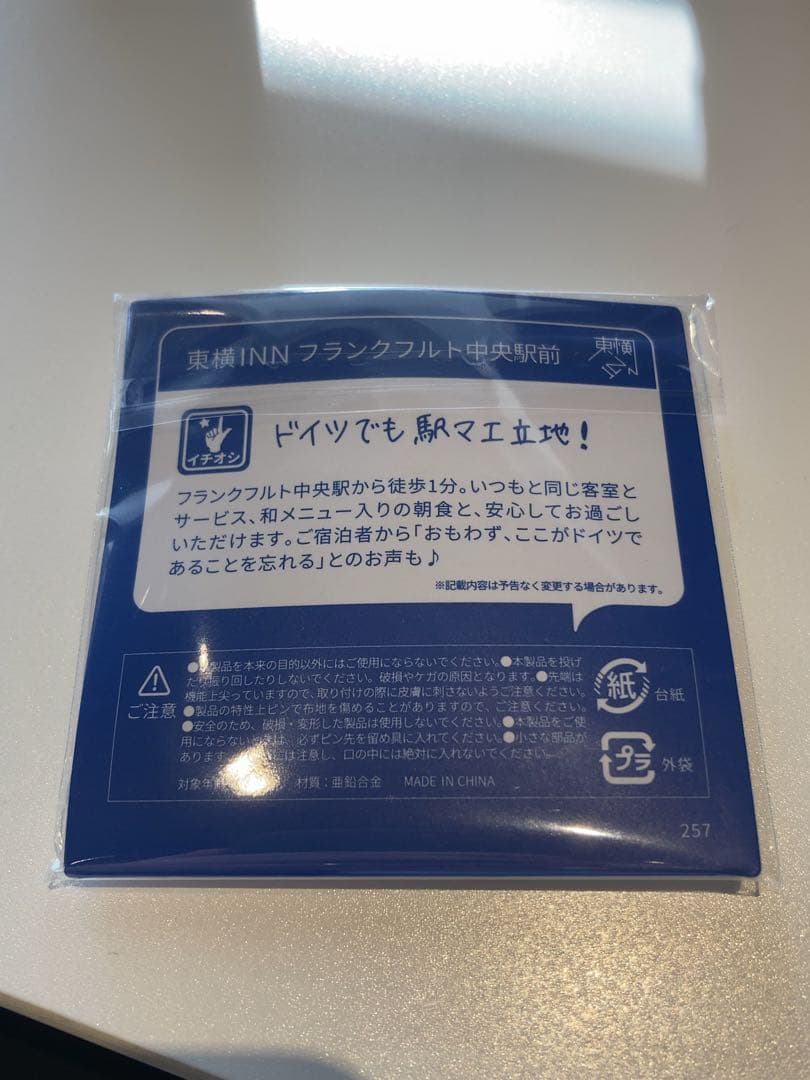 東横INN フランクフルト中央駅前
東横イン
イチオシ
ドイツでも駅マエ立地！
フランクフルト中央駅から徒歩1分。いつもと同じ客室と
サービス、和メニュー入りの朝食と、安心してお過ごし
いただけます。ご宿泊者から「おもわず、ここがドイツで
あることを忘れる」とのお声も♪
※記載内容は予告なく変更する場合があります。
ご注意
製品を本来の目的以外にはご使用にならないでください。●本製品を投げ
たり振り回したりしないでください。破損やケガの原因となります。●先端は
機能上尖っていますので、取り付けの際に皮膚に刺さないようご注意ください。
●製品の特性上ピンで布地を傷めることがありますので、ご注意ください。
●安全のため、破損・変形した製品は使用しないでください。●本製品をご使
用にならない は、必ずピン先を留め具に入れてください。●小さな部品が
あります。 には注意し、口の中には絶対に入れないでください。
対象年 材質：亜鉛合金 MADE IN CHINA
紙 台紙
プラ 外袋
257